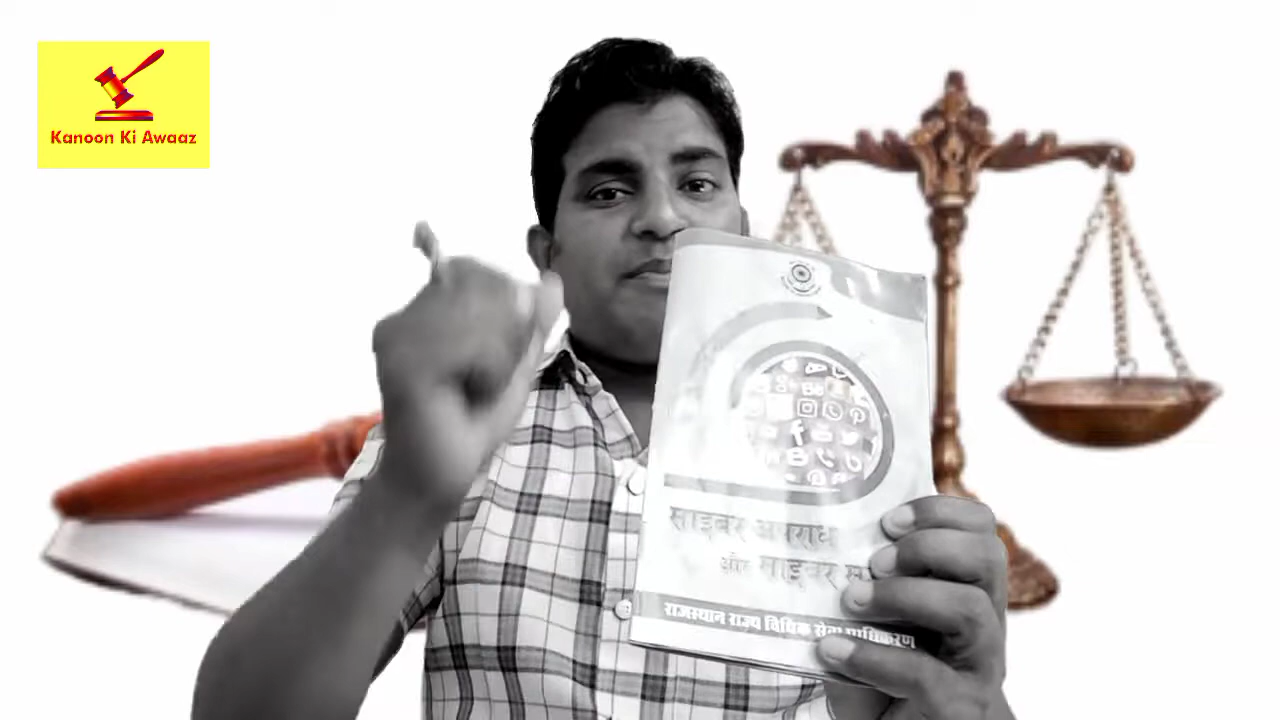 Kanoon Ki Awaaz
साइबर अपराध
और साइबर
राजस्थान राज्य विधिक सेवा प्राधिकरण